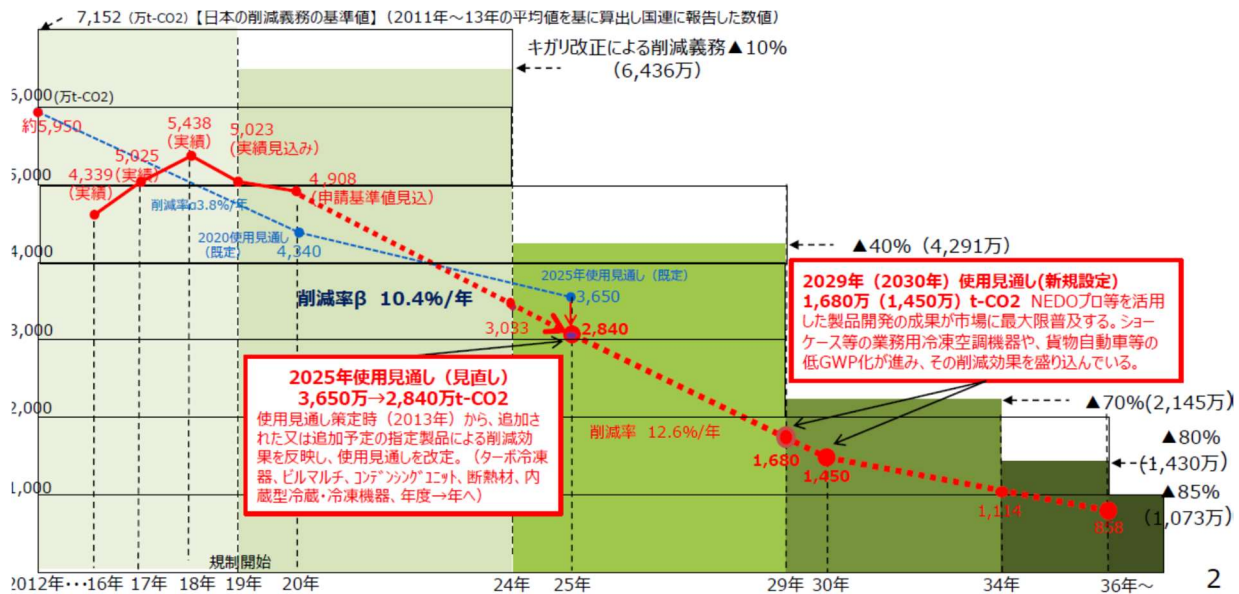 7,152 (万t-CO2) 【日本の削減義務の基準値】（2011年～13年の平均値を基に算出し国連に報告した数値）
キガリ改正による削減義務▲10%
（6,436万）
6,000(万t-CO2)
約5,950
5,438
（実績）
5,023
（実績見込み）
5,025
（実績）
4,339
（実績）
5,000
4,908
（申請基準値見込）
削減率α3.8%/年
2020使用見通し
（既定）
4,340
4,000
▲40%（4,291万）
2025年使用見通し（既定）
3,650
削減率β 10.4%/年
3,033
2,840
3,000
2029年（2030年）使用見通し(新規設定)
1,680万（1,450万）t-CO2 NEDOプロ等を活用
した製品開発の成果が市場に最大限普及する。ショー
ケース等の業務用冷凍空調機器や、貨物自動車等の
低GWP化が進み、その削減効果を盛り込んでいる。
2025年使用見通し（見直し）
3,650万→2,840万t-CO2
使用見通し策定時（2013年）から、追加さ
れた又は追加予定の指定製品による削減効
果を反映し、使用見通しを改定。（ターボ冷凍
器、ビルマルチ、コンデンシングユニット、断熱材、内
蔵型冷蔵・冷凍機器、年度→年へ）
2,000
▲70%(2,145万)
削減率 12.6%/年
1,680
1,450
▲80%
(1,430万)
1,000
▲85%
(1,073万)
1,114
858
規制開始
2012年･･･16年 17年 18年 19年 20年 24年 25年 29年 30年 34年 36年～
2